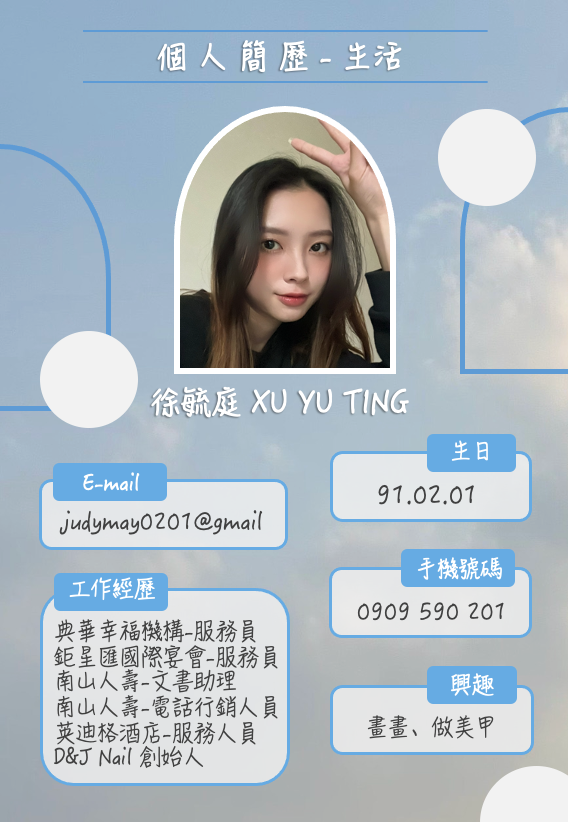 個人簡歷-生活
徐毓庭 XU YU TING
E-mail
judymay0201@gmail
生日
91.02.01
工作經歷
典華幸福機構-服務員
鉅星匯國際宴會-服務員
南山人壽-文書助理
南山人壽-電話行銷人員
英迪格酒店-服務人員
D&J Nail 創始人
手機號碼
0909 590 201
興趣
畫畫、做美甲